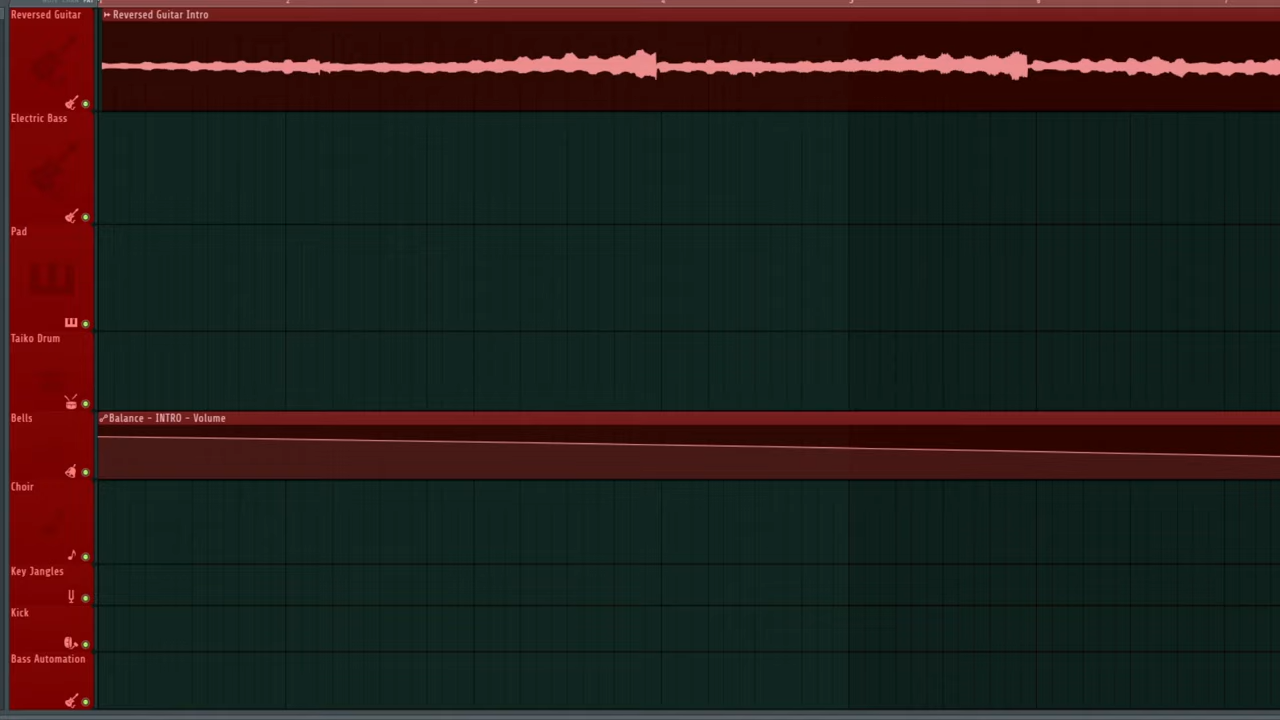 Reversed Guitar
Reversed Guitar Intro
Electric Bass
Pad
Taiko Drum
Bells
Balance - INTRO - Volume
Choir
Key Jangles
Kick
Bass Automation